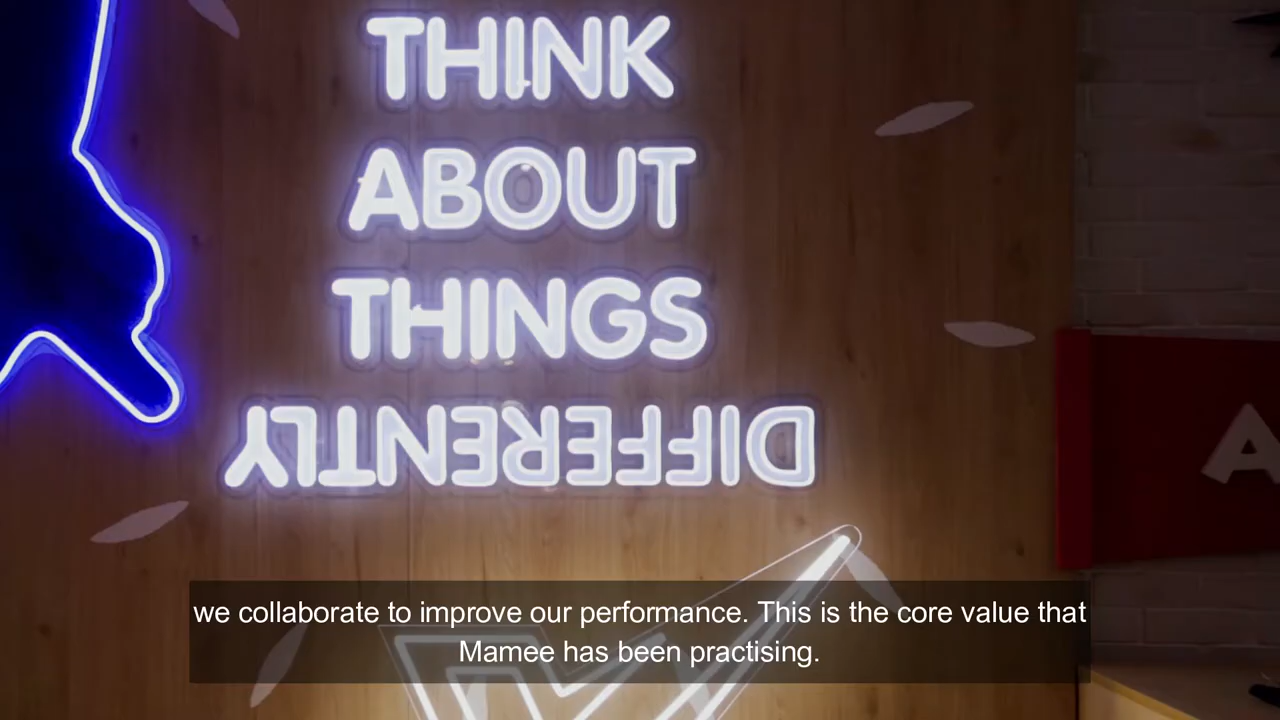 THINK
ABOUT
THINGS
DIFFERENTLY
A
we collaborate to improve our performance. This is the core value that
Mamee has been practising.